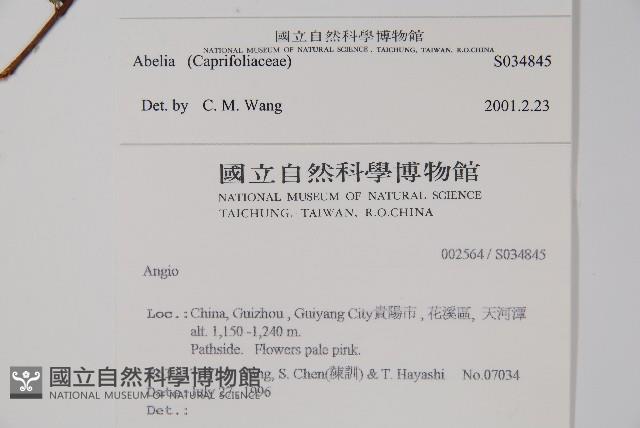 國立自然科學博物館
NATIONAL MUSEUM OF NATURAL SCIENCE , TAICHUNG, TAIWAN, R.O.CHINA
Abelia (Caprifoliaceae) S034845
Det. by C. M. Wang 2001.2.23
國立自然科學博物館
NATIONAL MUSEUM OF NATURAL SCIENCE
TAICHUNG, TAIWAN, R.O.CHINA
002564 / S034845
Angio
Loc.: China, Guizhou , Guiyang City 貴陽市 , 花溪區, 天河潭
alt. 1,150 -1,240 m.
Pathside. Flowers pale pink.
S. Chen(陳訓) & T. Hayashi No.07034
Date: July 27, 1996
Det.:
國立自然科學博物館
NATIONAL MUSEUM OF NATURAL SCIENCE